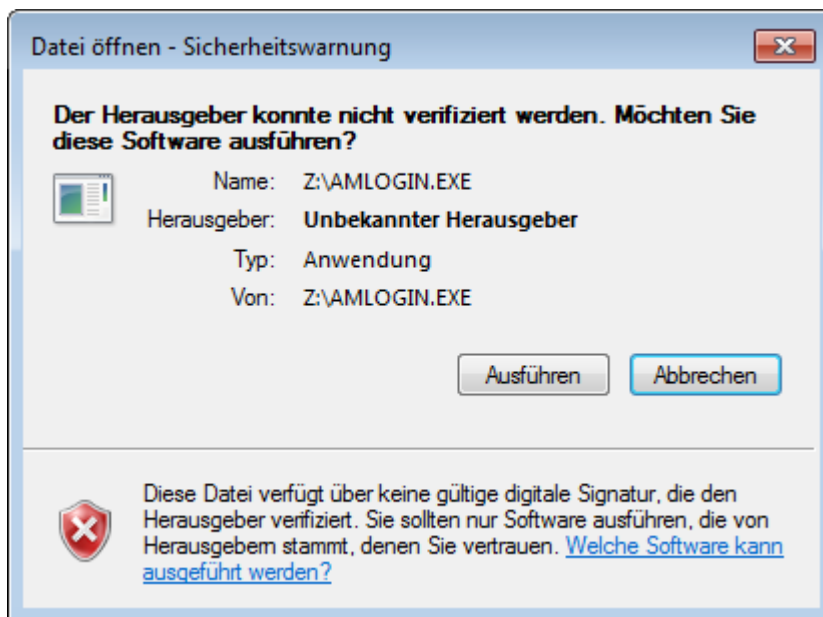 Datei öffnen - Sicherheitswarnung
Der Herausgeber konnte nicht verifiziert werden. Möchten Sie
diese Software ausführen?
Name: Z:\AMLOGIN.EXE
Herausgeber: Unbekannter Herausgeber
Typ: Anwendung
Von: Z:\AMLOGIN.EXE
Ausführen Abbrechen
Diese Datei verfügt über keine gültige digitale Signatur, die den
Herausgeber verifiziert. Sie sollten nur Software ausführen, die von
Herausgebern stammt, denen Sie vertrauen. Welche Software kann
ausgeführt werden?